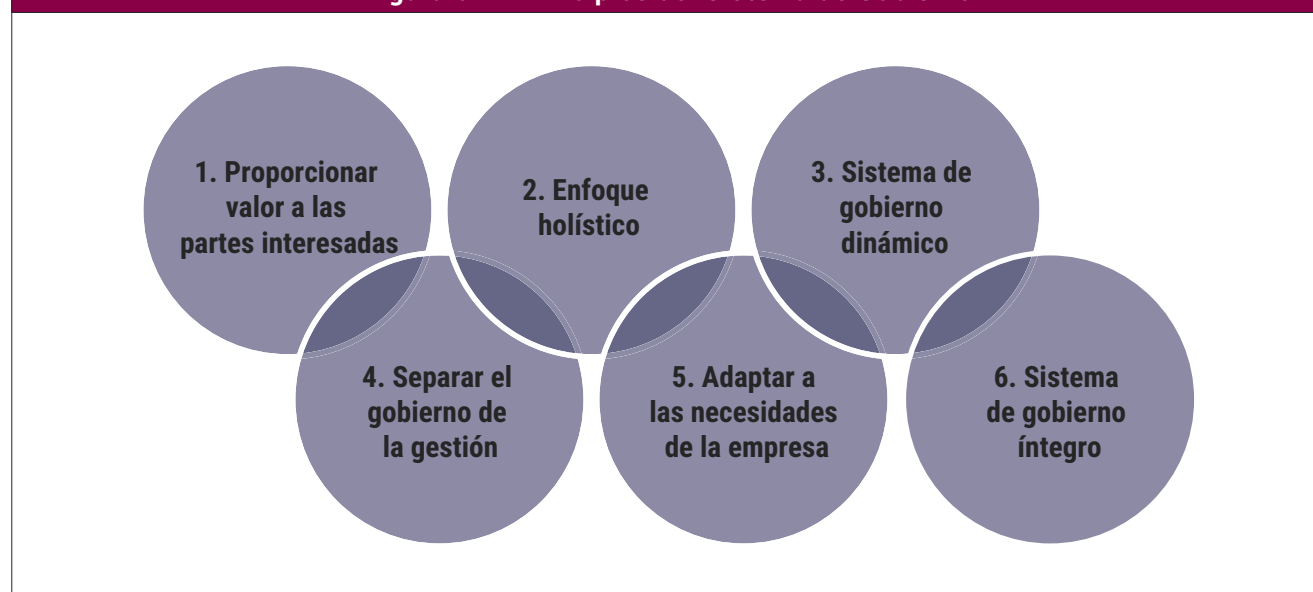 1. Proporcionar
valor a las
partes interesadas
2. Enfoque
holístico
3. Sistema de
gobierno
dinámico
4. Separar el
gobierno de
la gestión
5. Adaptar a
las necesidades
de la empresa
6. Sistema
de gobierno
íntegro